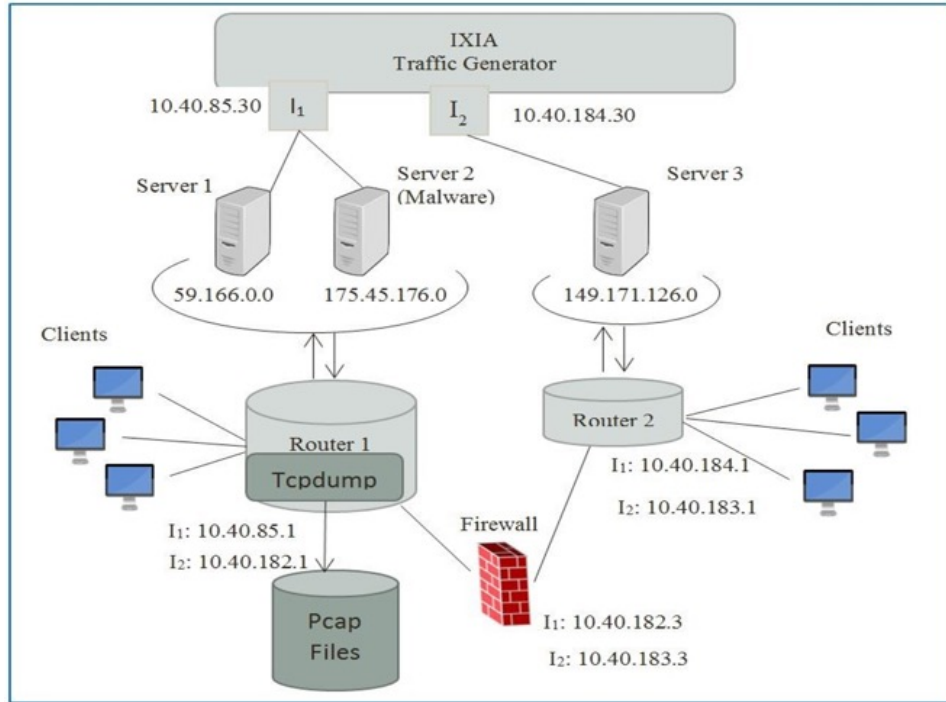 IXIA
Traffic Generator
10.40.85.30
I₁
I₂
10.40.184.30
Server 1
Server 2
(Malware)
Server 3
59.166.0.0
175.45.176.0
149.171.126.0
Clients
Clients
Router 1
Tcpdump
Router 2
I₁: 10.40.184.1
I₂: 10.40.183.1
I₁: 10.40.85.1
I₂: 10.40.182.1
Firewall
Pcap
Files
I₁: 10.40.182.3
I₂: 10.40.183.3